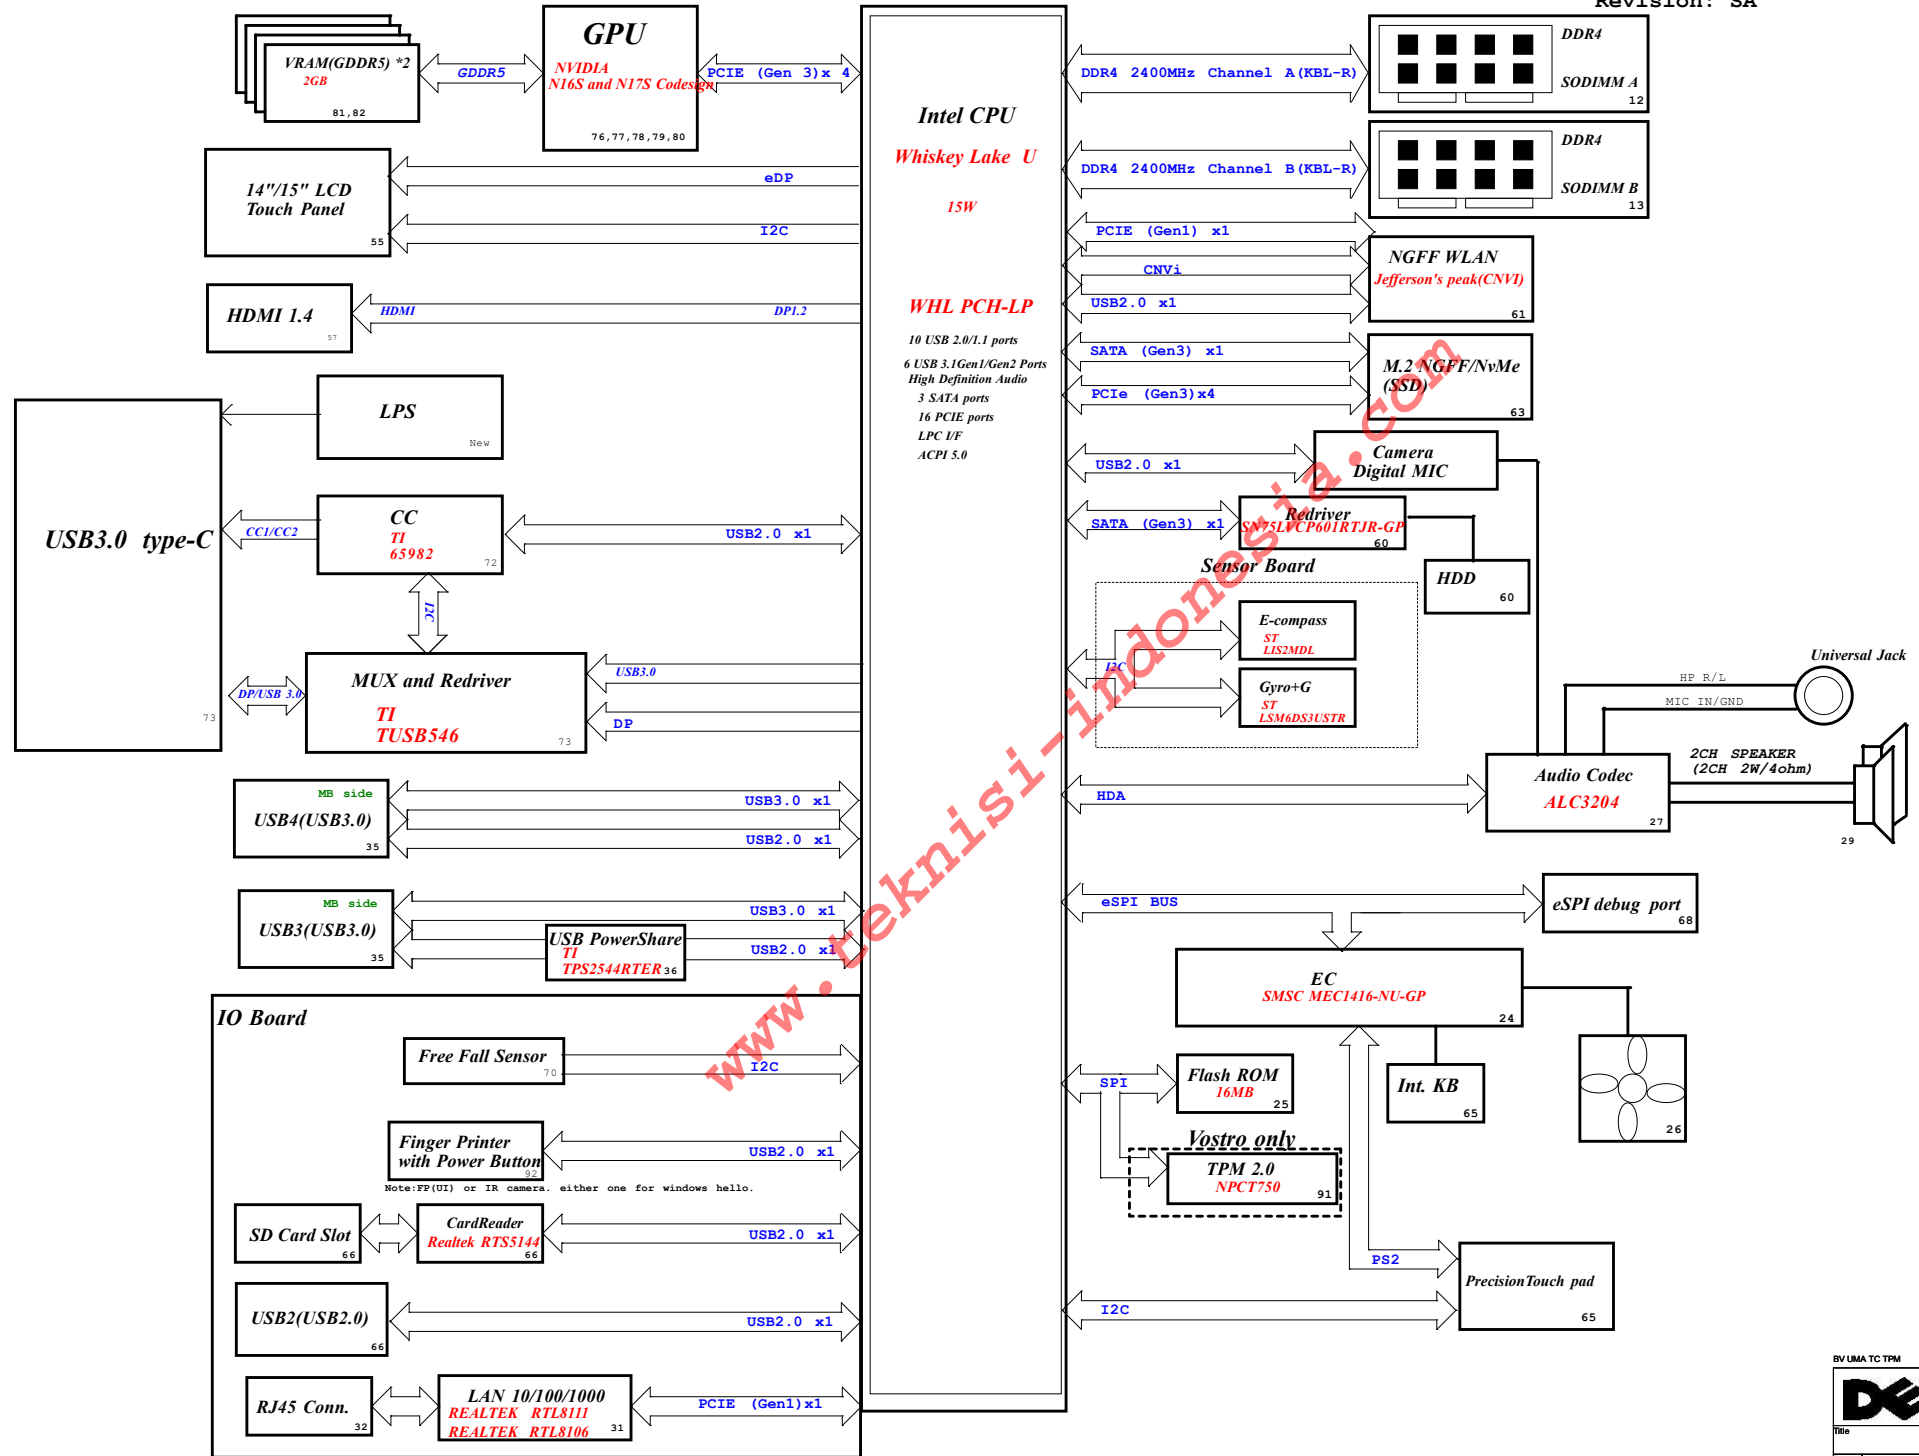 Revision: SA
VRAM(GDDR5) *2
2GB
81,82
GDDR5
GPU
NVIDIA
N16S and N17S Codesign
76,77,78,79,80
PCIE (Gen 3)x 4
14"/15" LCD
Touch Panel
55
eDP
I2C
HDMI 1.4
57
HDMI
DP1.2
LPS
New
USB3.0 type-C
73
CC1/CC2
CC
TI
65982
72
USB2.0 x1
I2C
DP/USB 3.0
MUX and Redriver
TI
TUSB546
73
USB3.0
DP
MB side
USB4(USB3.0)
35
USB3.0 x1
USB2.0 x1
MB side
USB3(USB3.0)
35
USB3.0 x1
USB PowerShare
TI
TPS2544RTER
36
USB2.0 x1
IO Board
Free Fall Sensor
70
I2C
Finger Printer
with Power Button
92
USB2.0 x1
Note:FP(UI) or IR camera. either one for windows hello.
SD Card Slot
66
CardReader
Realtek RTS5144
66
USB2.0 x1
USB2(USB2.0)
66
USB2.0 x1
RJ45 Conn.
32
LAN 10/100/1000
REALTEK RTL8111
REALTEK RTL8106
31
PCIE (Gen1)x1
Intel CPU
Whiskey Lake U
15W
WHL PCH-LP
10 USB 2.0/1.1 ports
6 USB 3.1Gen1/Gen2 Ports
High Definition Audio
3 SATA ports
16 PCIE ports
LPC I/F
ACPI 5.0
DDR4 2400MHz Channel A(KBL-R)
DDR4
SODIMM A
12
DDR4 2400MHz Channel B(KBL-R)
DDR4
SODIMM B
13
PCIE (Gen1) x1
CNVi
USB2.0 x1
NGFF WLAN
Jefferson's peak(CNVI)
61
SATA (Gen3) x1
PCIe (Gen3)x4
M.2 NGFF/NvMe
(SSD)
63
USB2.0 x1
Camera
Digital MIC
SATA (Gen3) x1
Redriver
SN75LVCP601RTJR-GP
60
HDD
60
Sensor Board
I2C
E-compass
ST
LIS2MDL
Gyro+G
ST
LSM6DS3USTR
Universal Jack
HP R/L
MIC IN/GND
HDA
Audio Codec
ALC3204
27
2CH SPEAKER
(2CH 2W/4ohm)
29
eSPI BUS
eSPI debug port
68
EC
SMSC MEC1416-NU-GP
24
26
Int. KB
65
SPI
Flash ROM
16MB
25
Vostro only
TPM 2.0
NPCT750
91
PS2
I2C
PrecisionTouch pad
65
www.teknisi-indonesia.com
BV UMA TC TPM
Title